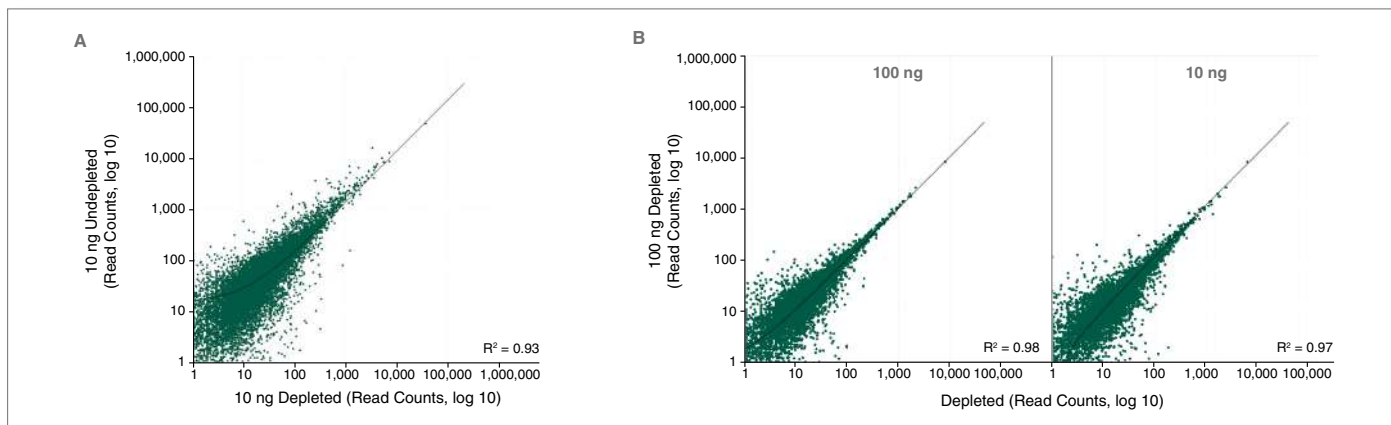 A
10 ng Undepleted
(Read Counts, log 10)
1,000,000
100,000
10,000
1,000
100
10
1
R² = 0.93
1 10 100 1,000 10,000 100,000 1,000,000
10 ng Depleted (Read Counts, log 10)
B
100 ng Depleted
(Read Counts, log 10)
1,000,000
100,000
10,000
1,000
100
10
1
100 ng
R² = 0.98
1 10 100 1,000 10,000 100,000
10 ng
R² = 0.97
1 10 100 1,000 10,000 100,000
Depleted (Read Counts, log 10)